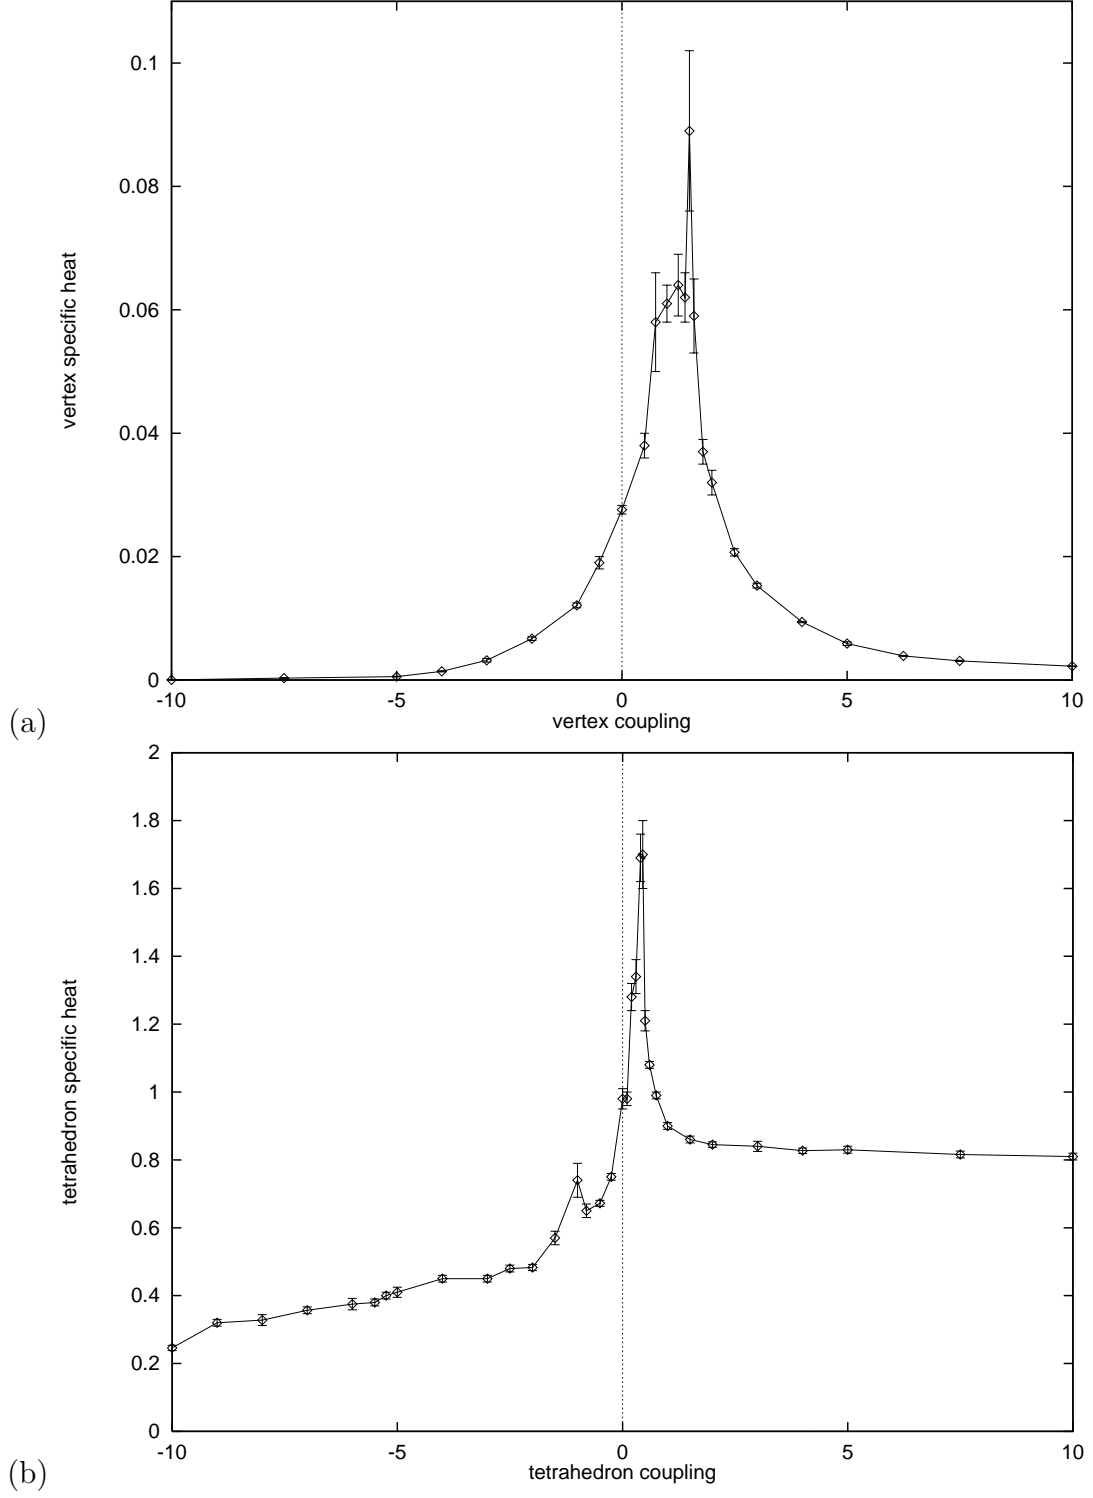 0.1
0.08
0.06
0.04
0.02
0
vertex specific heat
-10 -5 0 5 10
vertex coupling
(a)
2
1.8
1.6
1.4
1.2
1
0.8
0.6
0.4
0.2
0
tetrahedron specific heat
-10 -5 0 5 10
tetrahedron coupling
(b)